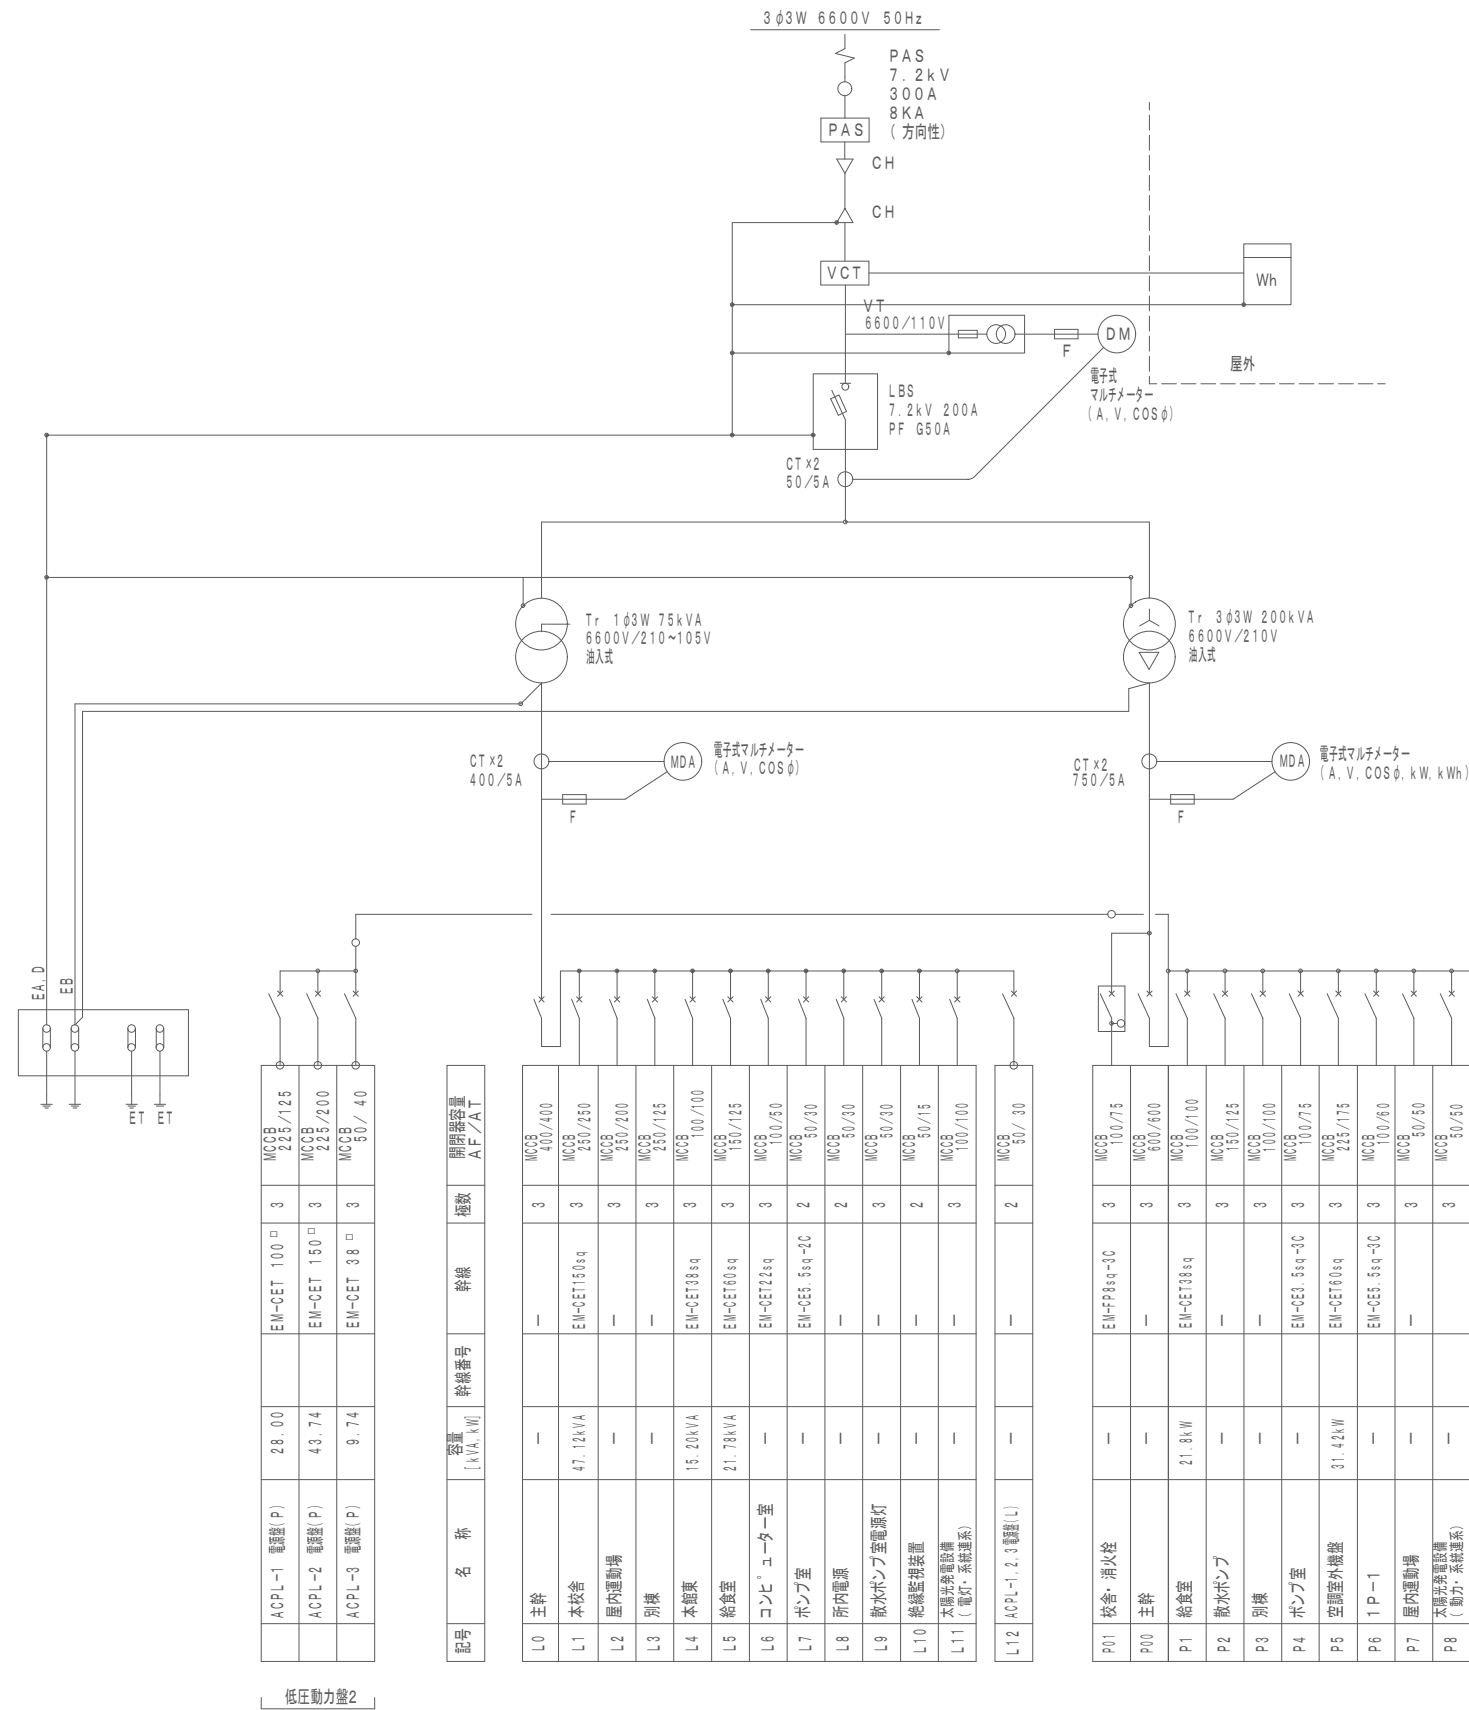 3φ3W 6600V 50Hz
PAS
7.2kV
300A
8KA
(方向性)
PAS
CH
CH
VCT
Wh
VT
6600/110V
F
DM
屋外
電子式
マルチメーター
(A,V,COSφ)
LBS
7.2kV 200A
PF G50A
CT×2
50/5A
Tr 1φ3W 75kVA
6600V/210~105V
油入式
Tr 3φ3W 200kVA
6600V/210V
油入式
CT×2
400/5A
MDA
電子式マルチメーター
(A,V,COSφ)
F
CT×2
750/5A
MDA
電子式マルチメーター
(A,V,COSφ,kW,kWh)
F
EA,D
EB
ET ET
MCCB 225/125
3
EM-CET 100□
28.00
ACPL-1 電源盤(P)
MCCB 225/200
3
EM-CET 150□
43.74
ACPL-2 電源盤(P)
MCCB 50/ 40
3
EM-CET 38□
9.74
ACPL-3 電源盤(P)
低圧動力盤2
開閉器容量 AF/AT
極数
幹線
幹線番号
容量 [kVA,kW]
名 称
記号
MCCB 400/400
3
—
—
主幹
L0
MCCB 250/250
3
EM-CET150sq
47.12kVA
本校舎
L1
MCCB 250/200
3
—
—
屋内運動場
L2
MCCB 250/125
3
—
—
別棟
L3
MCCB 100/100
3
EM-CET38sq
15.20kVA
本館東
L4
MCCB 150/125
3
EM-CET60sq
21.78kVA
給食室
L5
MCCB 100/50
3
EM-CET22sq
—
コンピューター室
L6
MCCB 50/30
2
EM-CE5.5sq-2C
—
ポンプ室
L7
MCCB 50/30
2
—
—
所内電源
L8
MCCB 50/30
3
—
—
散水ポンプ室電源灯
L9
MCCB 50/15
2
—
—
絶縁監視装置
L10
MCCB 100/100
3
—
—
太陽光発電設備
(電灯・系統連系)
L11
MCCB 50/ 30
2
—
—
ACPL-1,2,3 電源盤(L)
L12
MCCB 100/75
3
EM-FP8sq-3C
—
校舎・消火栓
P01
MCCB 600/600
3
—
—
主幹
P00
MCCB 100/100
3
EM-CET38sq
21.8kW
給食室
P1
MCCB 150/125
3
—
—
散水ポンプ
P2
MCCB 100/100
3
—
—
別棟
P3
MCCB 100/75
3
EM-CE3.5sq-3C
—
ポンプ室
P4
MCCB 225/175
3
EM-CET60sq
31.42kW
空調室外機盤
P5
MCCB 100/60
3
EM-CE5.5sq-3C
—
1P-1
P6
MCCB 50/50
3
—
—
屋内運動場
P7
MCCB 50/50
3
—
太陽光発電設備
(動力・系統連系)
P8